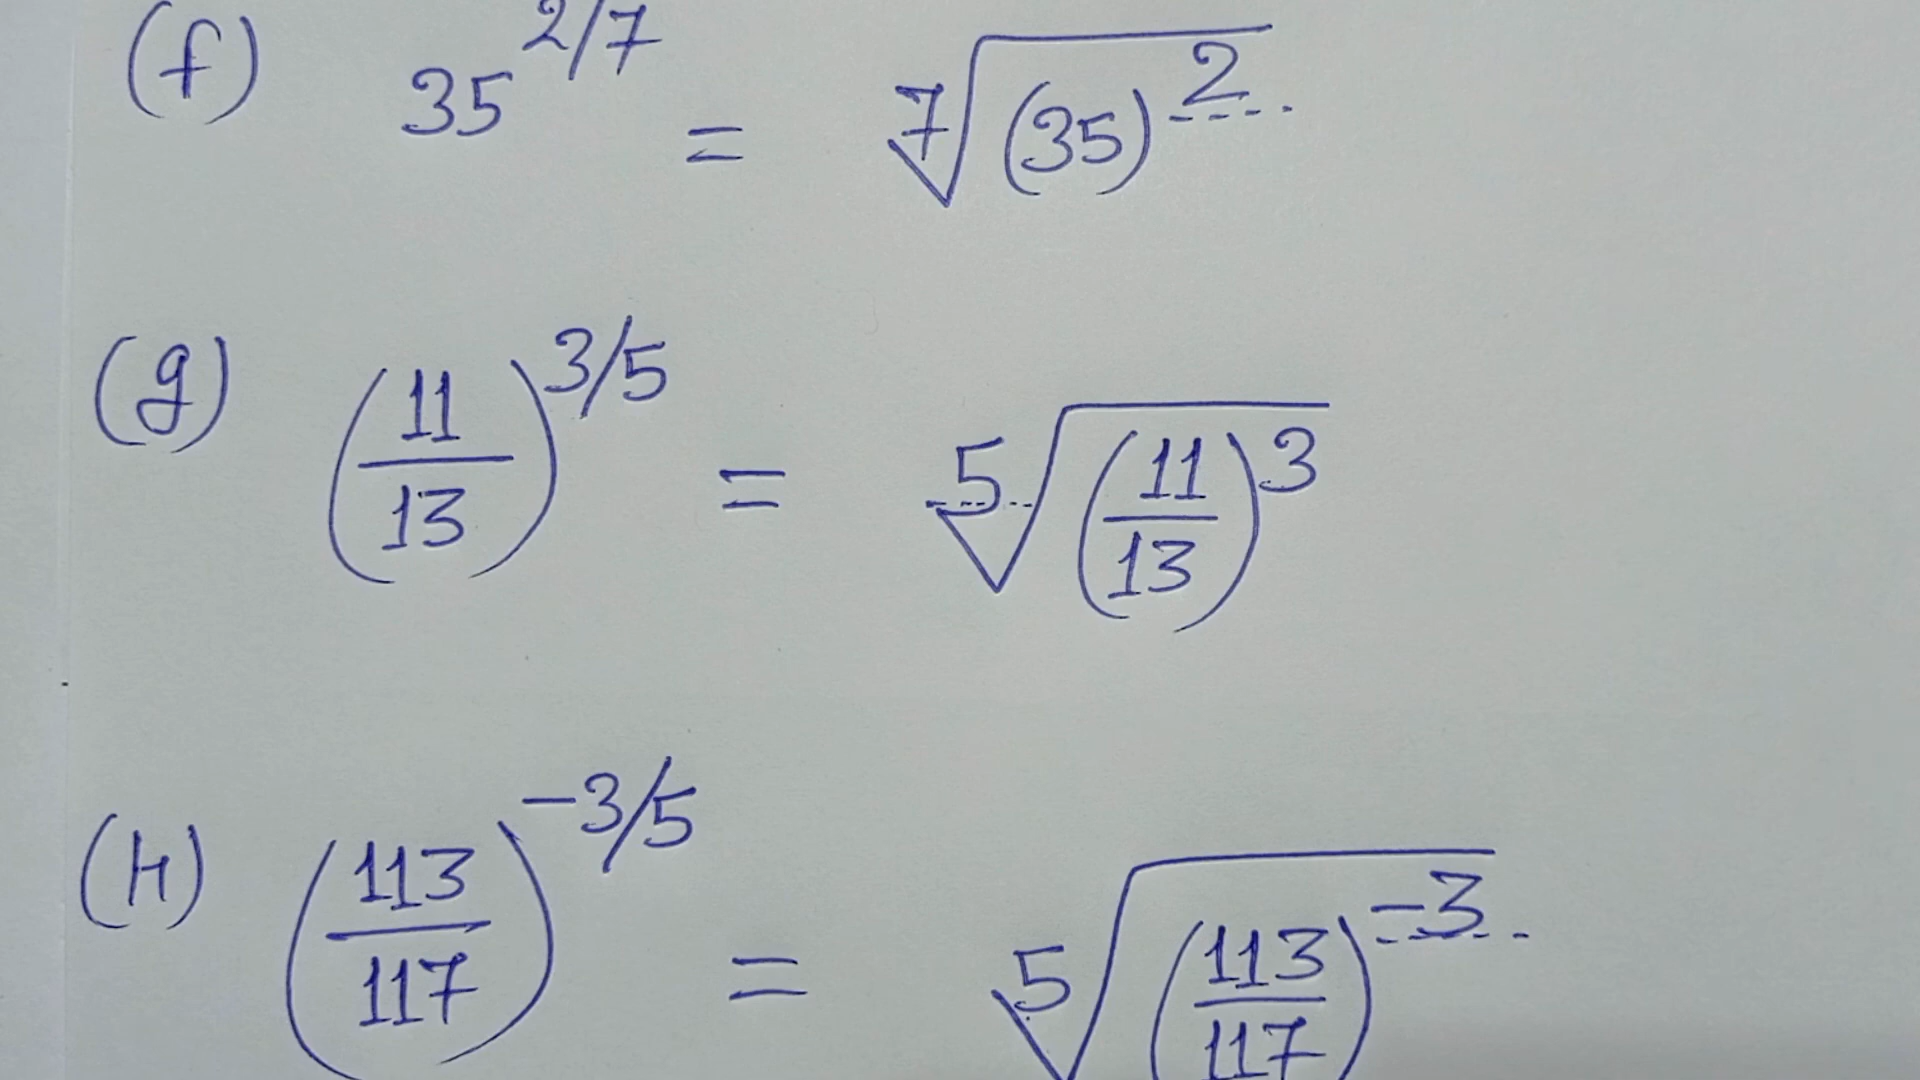 (f) 35^2/7 = ⁷√(35)^2
(g) (11/13)^3/5 = ⁵√(11/13)^3
(H) (113/117)^-3/5 = ⁵√(113/117)^-3